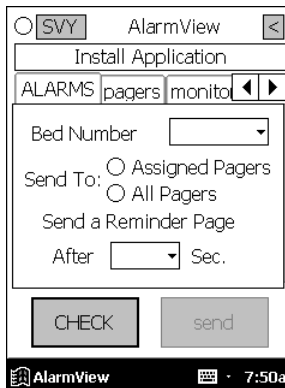 SVY AlarmView <
Install Application
ALARMS pagers monito
Bed Number
Send To: Assigned Pagers
All Pagers
Send a Reminder Page
After Sec.
CHECK send
AlarmView 7:50a